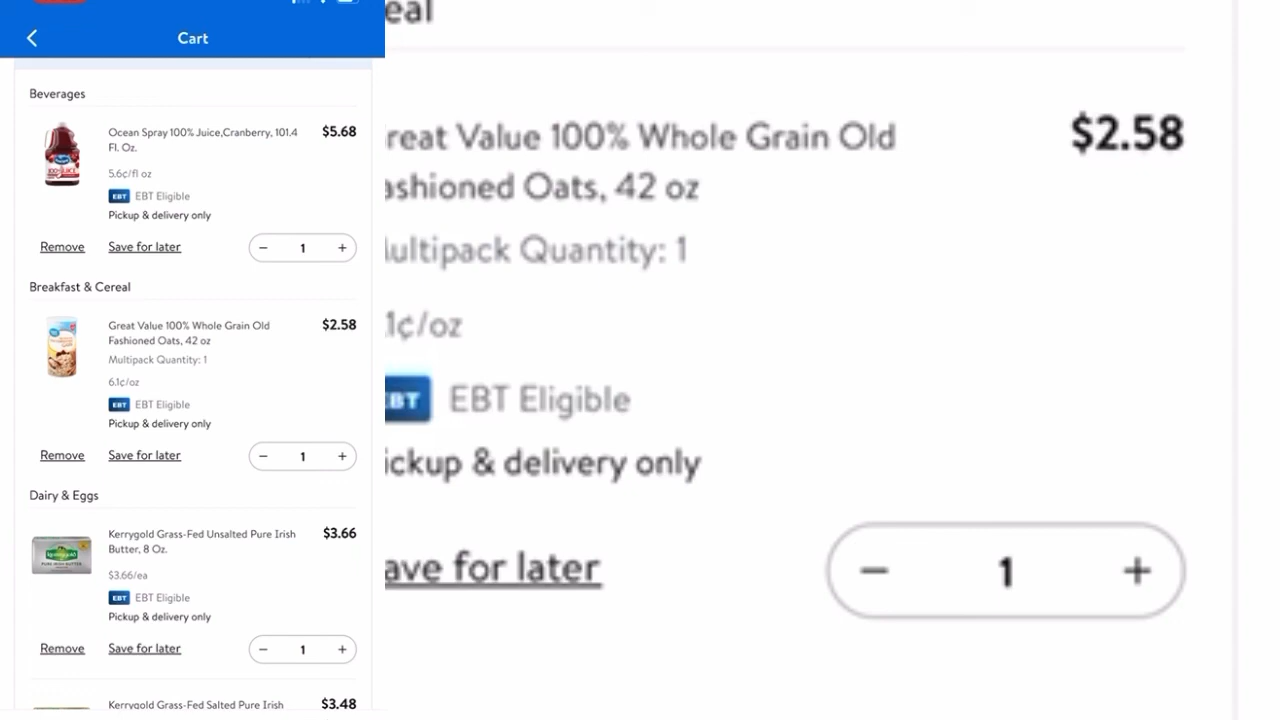 Cart
Beverages
Ocean Spray 100% Juice,Cranberry, 101.4
Fl. Oz.
$5.68
5.6¢/fl oz
EBT EBT Eligible
Pickup & delivery only
Remove Save for later − 1 +
Breakfast & Cereal
Great Value 100% Whole Grain Old
Fashioned Oats, 42 oz
$2.58
Multipack Quantity: 1
6.1¢/oz
EBT EBT Eligible
Pickup & delivery only
Remove Save for later − 1 +
Dairy & Eggs
Kerrygold Grass-Fed Unsalted Pure Irish
Butter, 8 Oz.
$3.66
$3.66/ea
EBT EBT Eligible
Pickup & delivery only
Remove Save for later − 1 +
Kerrygold Grass-Fed Salted Pure Irish
$3.48
eal
reat Value 100% Whole Grain Old
ashioned Oats, 42 oz
$2.58
ultipack Quantity: 1
.1¢/oz
BT EBT Eligible
ickup & delivery only
ave for later − 1 +